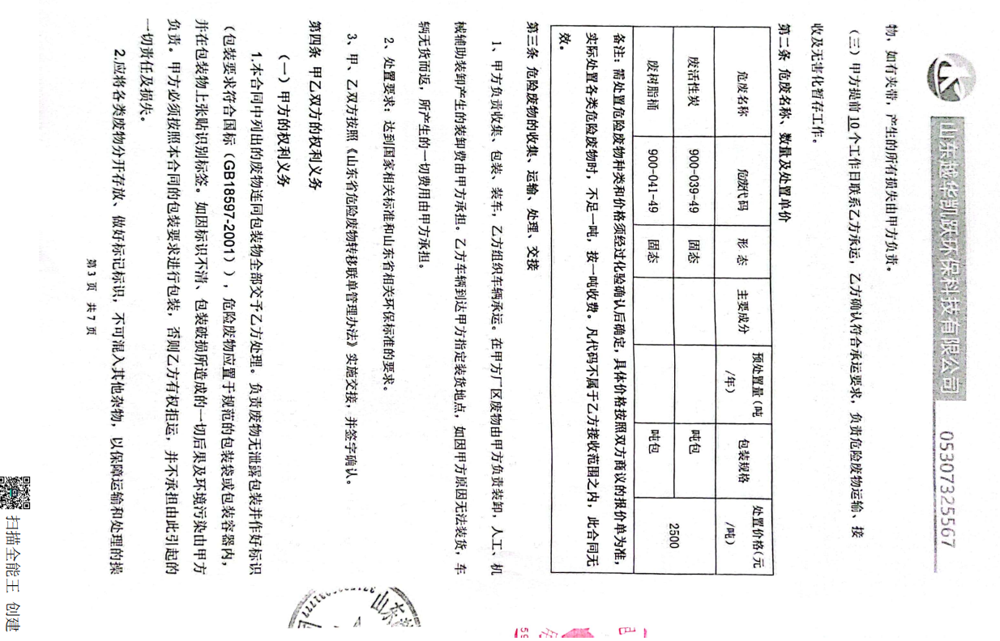 山东越华凯跃环保科技有限公司 05307325567
物，如有夹带，产生的所有损失由甲方负责。
（三）甲方提前 10 个工作日联系乙方承运，乙方确认符合承运要求，负责危险废物运输、接
收及无害化暂存工作。
第二条 危废名称、数量及处置单价
危废名称 危废代码 形 态 主要成分 预处置量（吨/年） 包装规格 处置价格（元/吨）
废活性炭 900-039-49 固态 吨包 2500
废树脂桶 900-041-49 固态 吨包
备注：需处置危险废物种类和价格须经过化验确认后确定，具体价格按照双方商议的报价单为准，
实际处置各类危险废物时，不足一吨，按一吨收费。凡代码不属于乙方接收范围之内，此合同无
效。
第三条 危险废物的收集、运输、处理、交接
1、甲方负责收集、包装、装车，乙方组织车辆承运。在甲方厂区废物由甲方负责装卸，人工、机
械辅助装卸产生的装卸费由甲方承担。乙方车辆到达甲方指定装货地点，如因甲方原因无法装货，车
辆无货而返，所产生的一切费用由甲方承担。
2、处置要求：达到国家相关标准和山东省相关环保标准的要求。
3、甲、乙双方按照《山东省危险废物转移联单管理办法》实施交接，并签字确认。
第四条 甲乙双方的权利义务
（一）甲方的权利义务
1.本合同中列出的废物连同包装物全部交予乙方处理。负责废物无泄露包装并作好标识
（包装要求符合国标（GB18597-2001）），危险废物应置于规范的包装袋或包装容器内，
并在包装物上张贴识别标签。如因标识不清、包装破损所造成的一切后果及环境污染由甲方
负责。甲方必须按照本合同的包装要求进行包装，否则乙方有权拒运，并不承担由此引起的
一切责任及损失。
2.应将各类废物分开存放、做好标记标识，不可混入其他杂物，以保障运输和处理的操
第 3 页 共 7 页
山东越
扫描全能王 创建